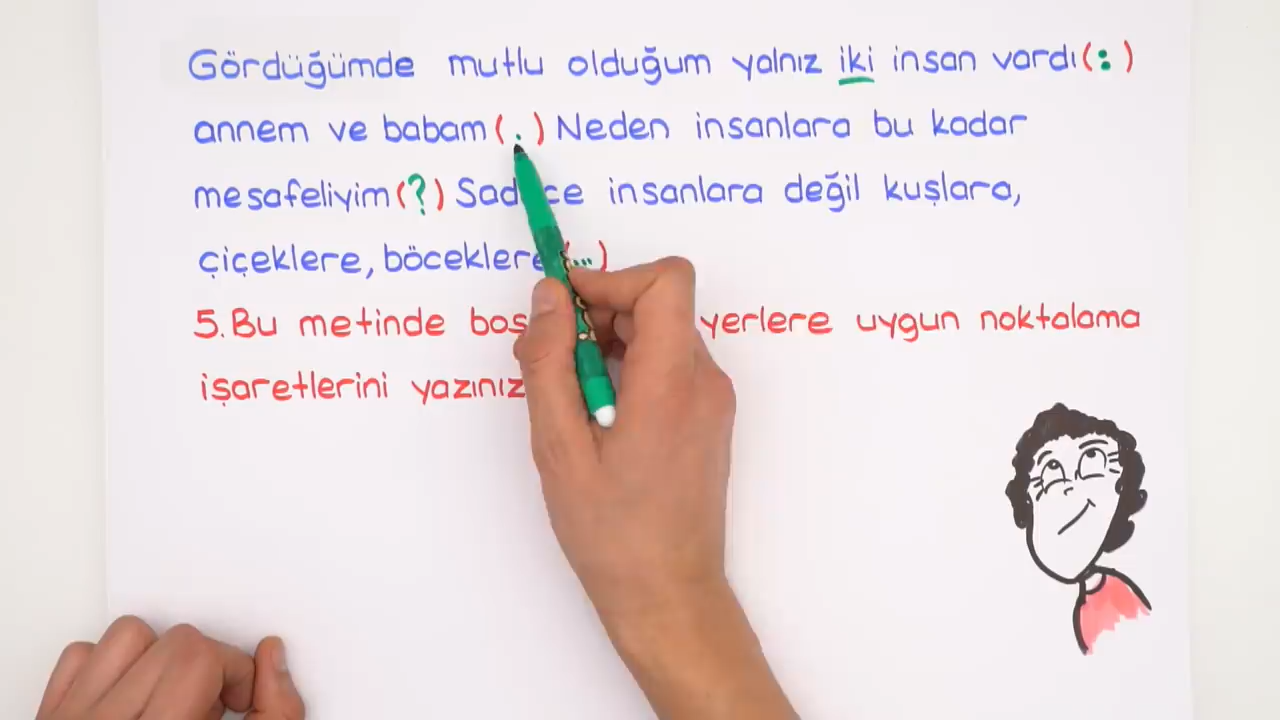 Gördüğümde mutlu olduğum yalnız iki insan vardı(:)
annem ve babam(.) Neden insanlara bu kadar
mesafeliyim(?) Sadece insanlara değil kuşlara,
çiçeklere, böceklere(...)
5. Bu metinde yerlere uygun noktalama
işaretlerini yazınız